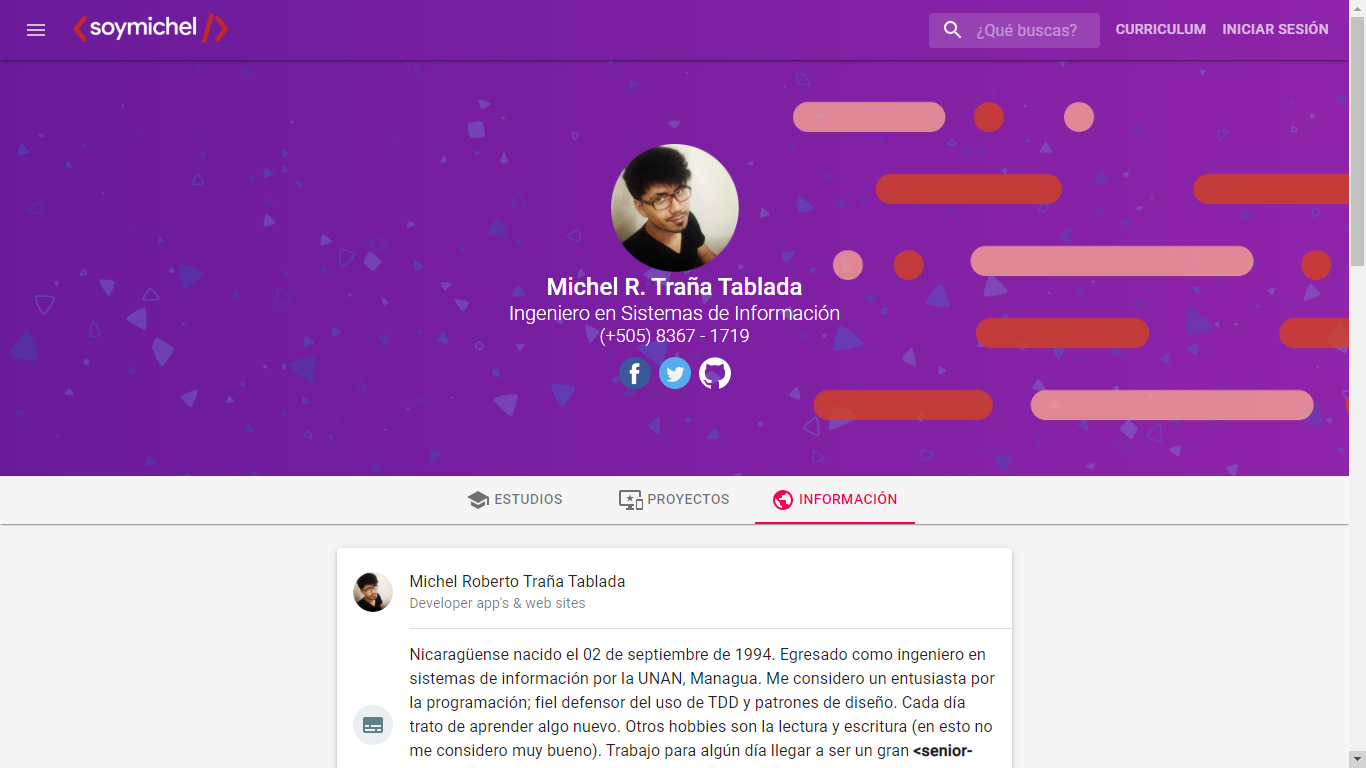 <soymichel/>
¿Qué buscas?
CURRICULUM
INICIAR SESIÓN
Michel R. Traña Tablada
Ingeniero en Sistemas de Información
(+505) 8367 - 1719
ESTUDIOS
PROYECTOS
INFORMACIÓN
Michel Roberto Traña Tablada
Developer app's & web sites
Nicaragüense nacido el 02 de septiembre de 1994. Egresado como ingeniero en
sistemas de información por la UNAN, Managua. Me considero un entusiasta por
la programación; fiel defensor del uso de TDD y patrones de diseño. Cada día
trato de aprender algo nuevo. Otros hobbies son la lectura y escritura (en esto no
me considero muy bueno). Trabajo para algún día llegar a ser un gran <senior-